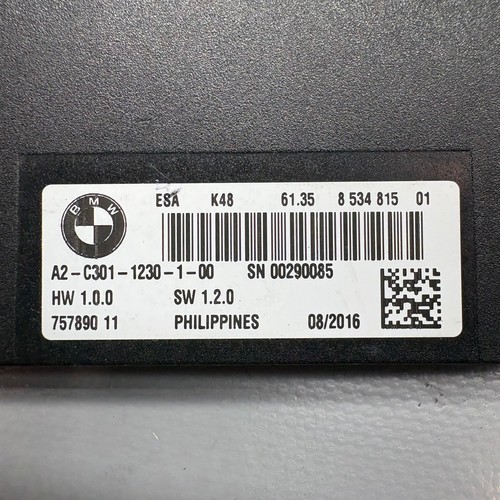 BMW
ESA K48 61.35 8 534 815 01
A2-C301-1230-1-00 SN 00290085
HW 1.0.0 SW 1.2.0
757890 11 PHILIPPINES 08/2016